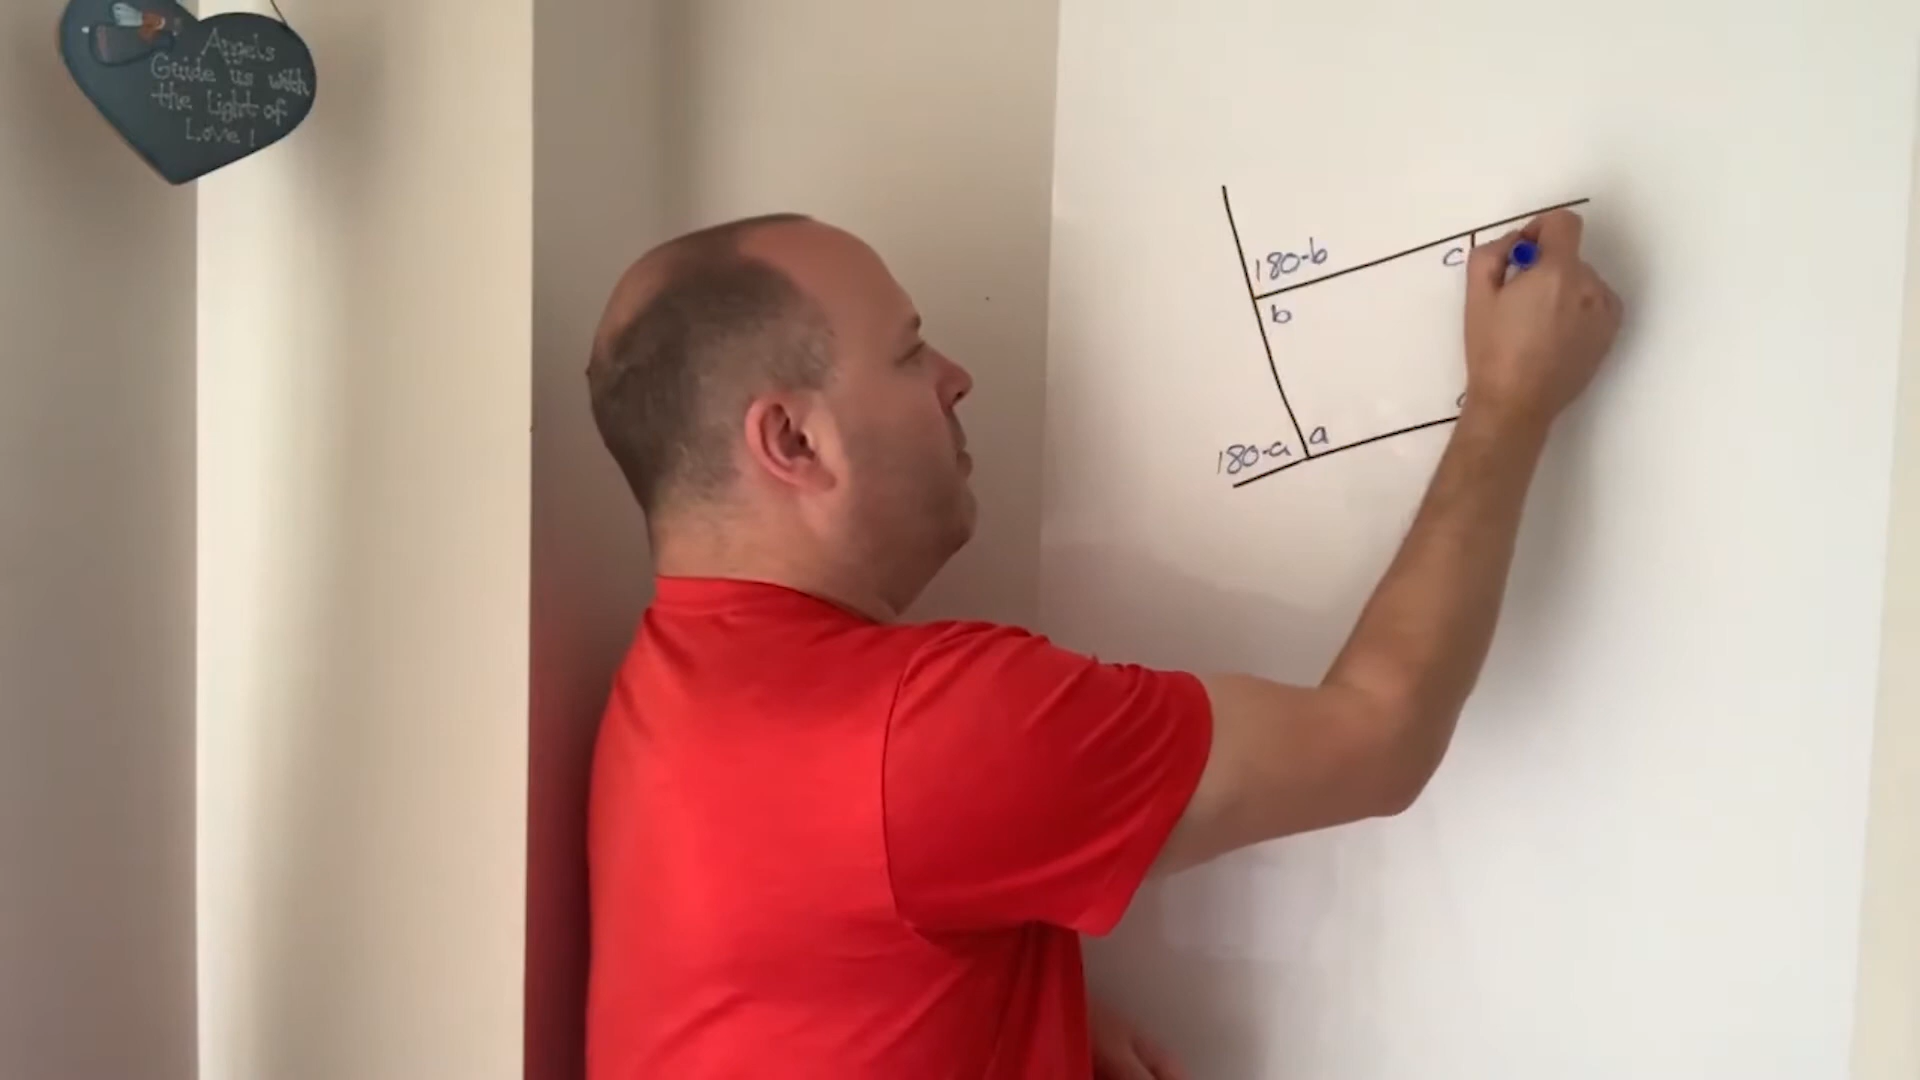 Angels
Guide us with
the Light of
Love!
180-b
c
b
a
180-a